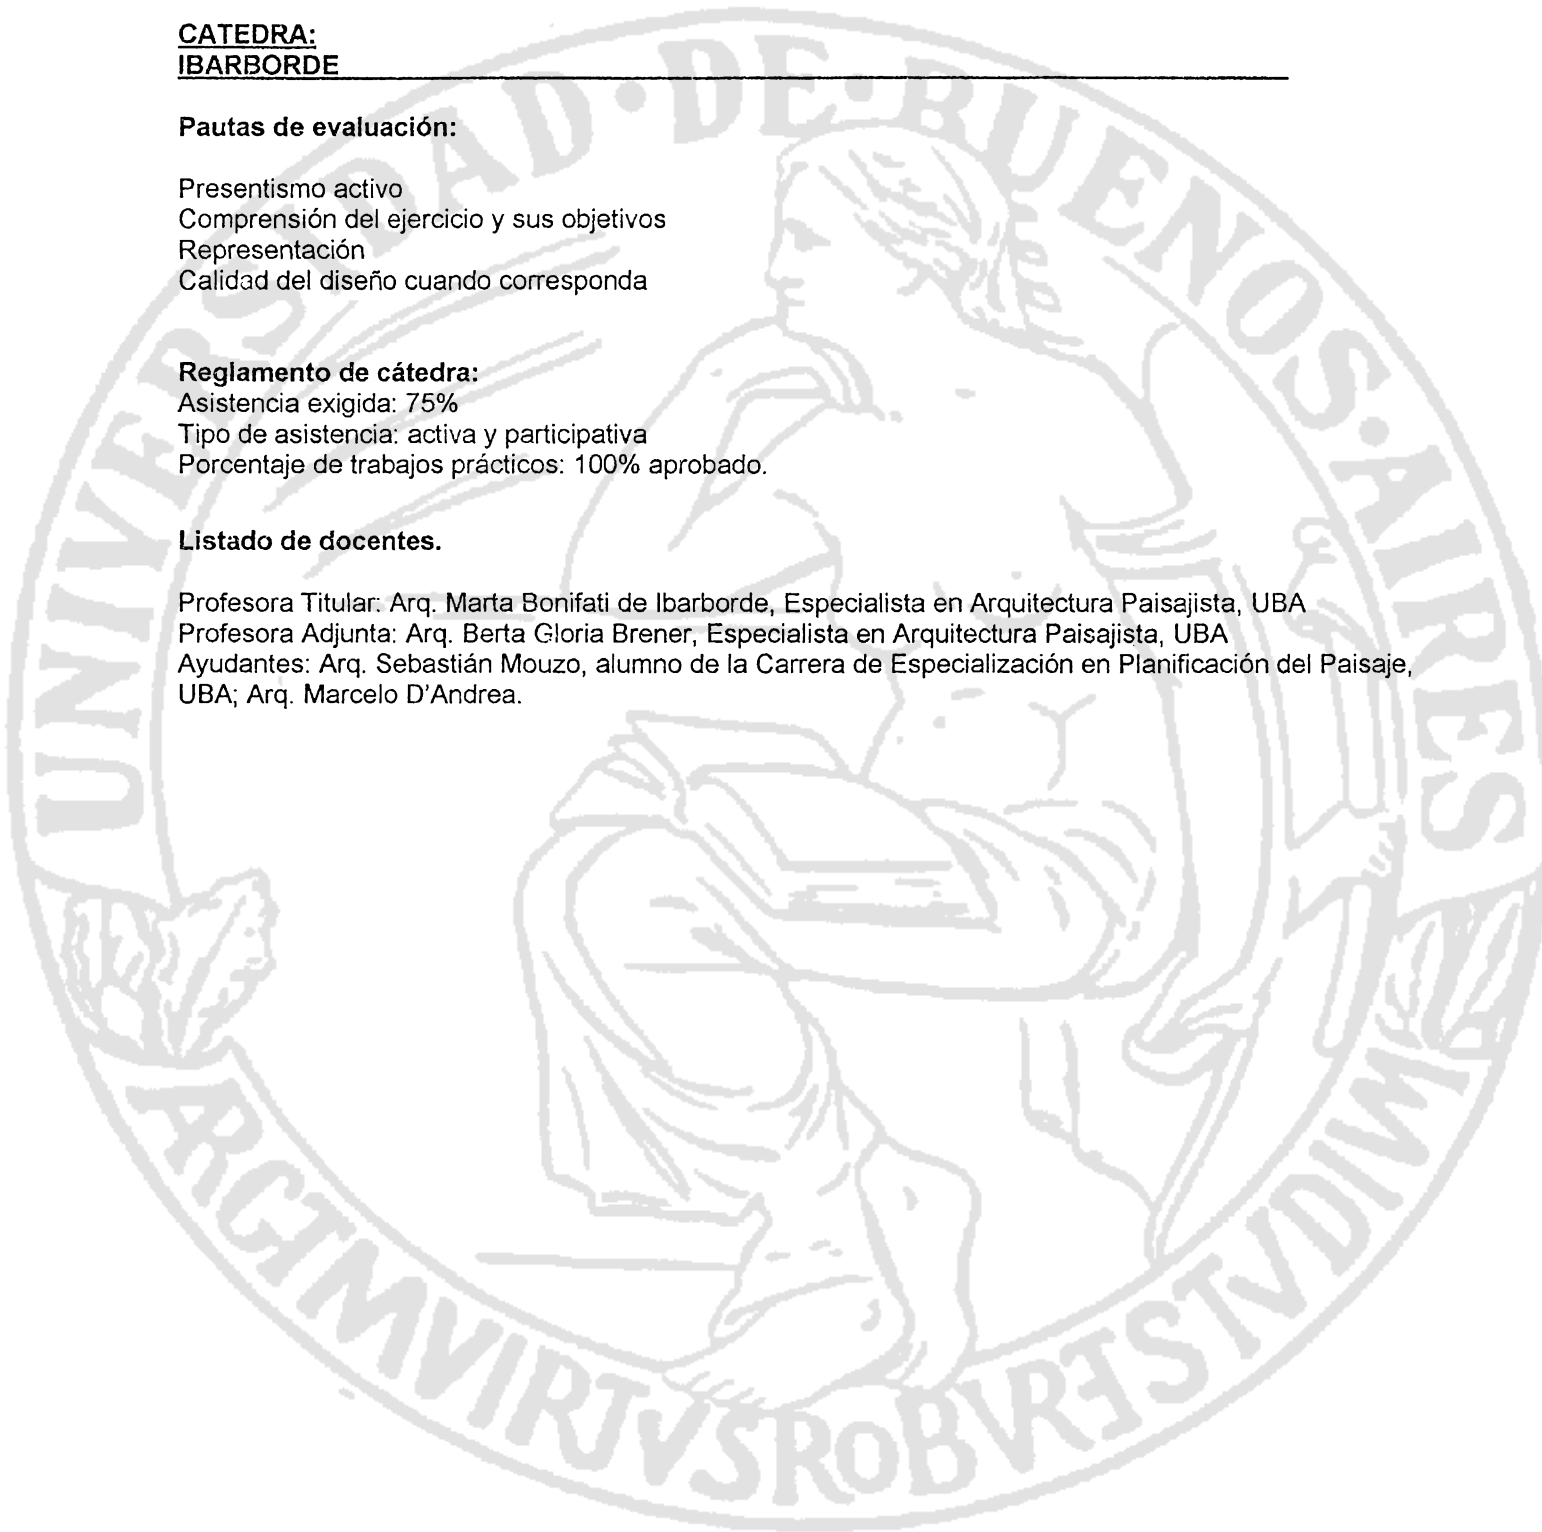 CATEDRA:
IBARBORDE
Pautas de evaluación:
Presentismo activo
Comprensión del ejercicio y sus objetivos
Representación
Calidad del diseño cuando corresponda
Reglamento de cátedra:
Asistencia exigida: 75%
Tipo de asistencia: activa y participativa
Porcentaje de trabajos prácticos: 100% aprobado.
Listado de docentes.
Profesora Titular: Arq. Marta Bonifati de Ibarborde, Especialista en Arquitectura Paisajista, UBA
Profesora Adjunta: Arq. Berta Gloria Brener, Especialista en Arquitectura Paisajista, UBA
Ayudantes: Arq. Sebastián Mouzo, alumno de la Carrera de Especialización en Planificación del Paisaje,
UBA; Arq. Marcelo D'Andrea.
UNIVERSIDAD•DE•BUENOS•AIRES
ARGTMVIRTVSROBVRETSTVDIVM